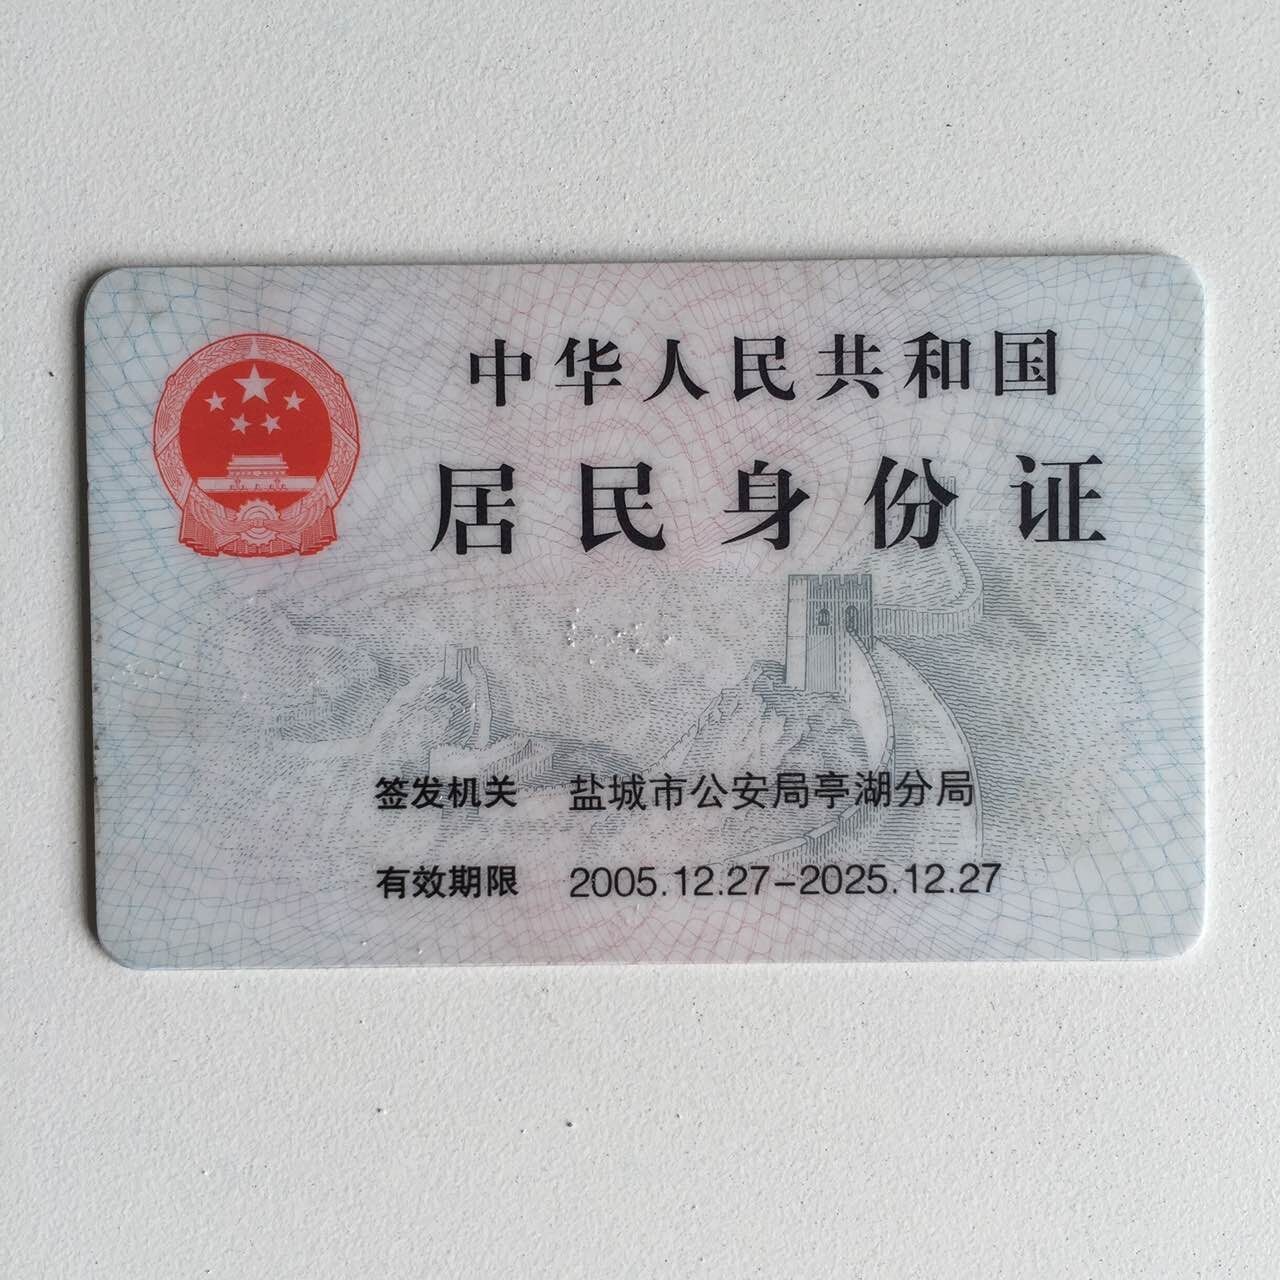 中华人民共和国
居民身份证
签发机关 盐城市公安局亭湖分局
有效期限 2005.12.27-2025.12.27